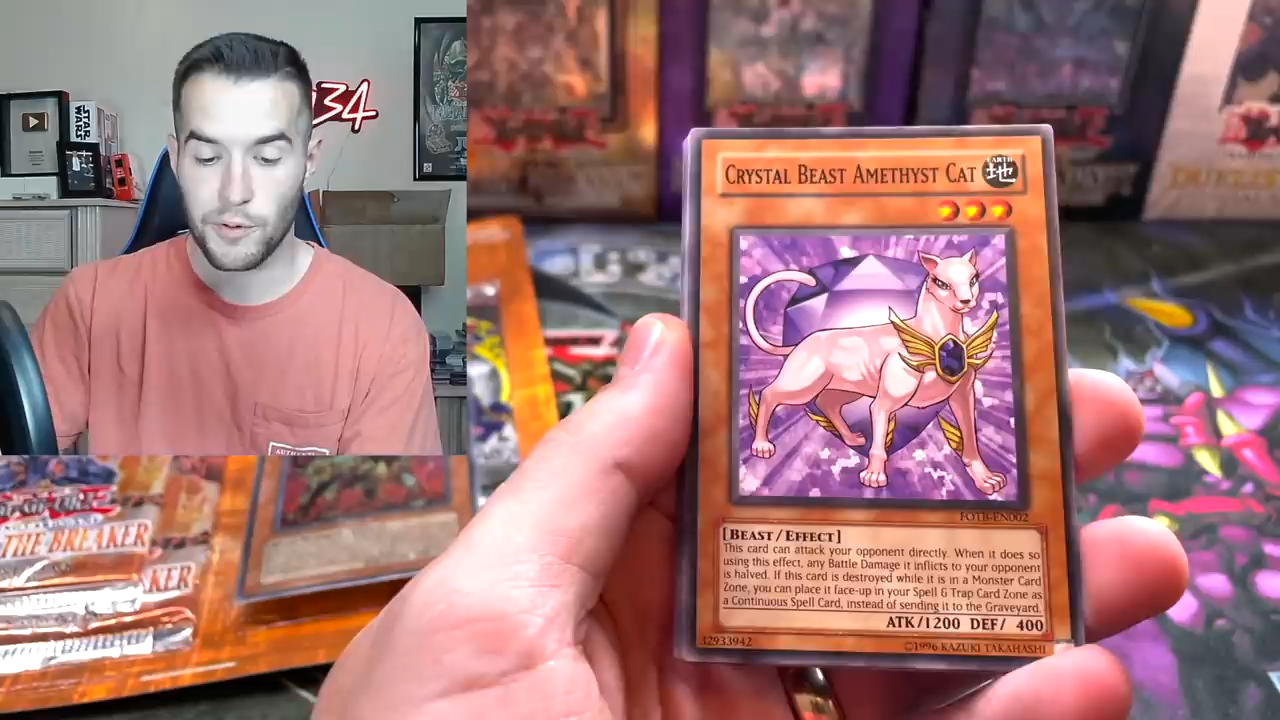 STAR
WARS
34
CRYSTAL BEAST AMETHYST CAT
EARTH
地
FOTB-EN002
[BEAST/EFFECT]
This card can attack your opponent directly. When it does so
using this effect, any Battle Damage it inflicts to your opponent
is halved. If this card is destroyed while it is in a Monster Card
Zone, you can place it face-up in your Spell & Trap Card Zone as
a Continuous Spell Card, instead of sending it to the Graveyard.
ATK/1200 DEF/ 400
32933942
©1996 KAZUKI TAKAHASHI
THE BREAKER
KER